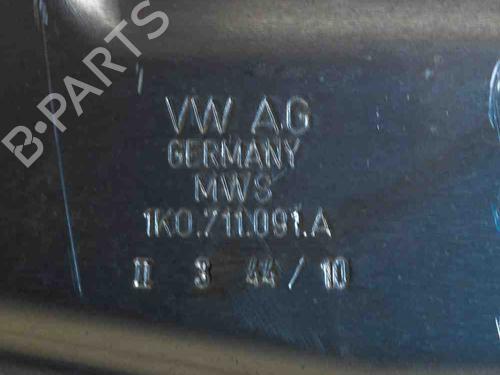 B-PARTS
VW AG
GERMANY
MWS
1K0.711.091.A
II 3 44/10